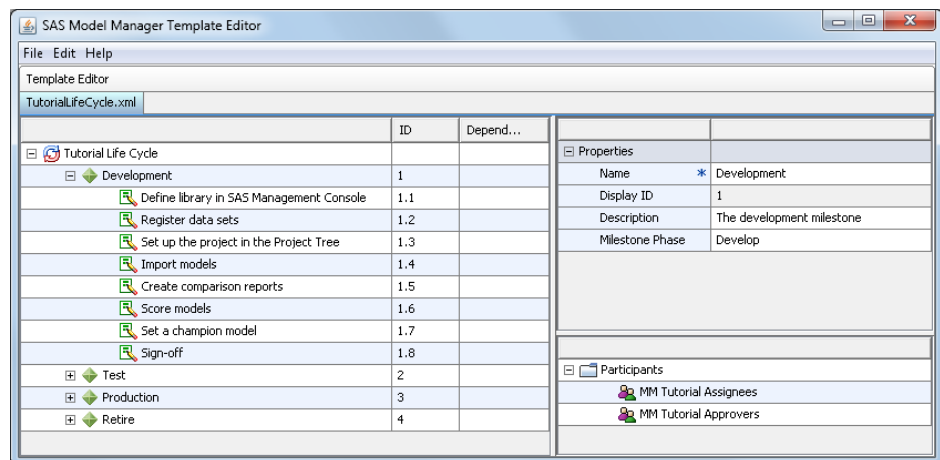 SAS Model Manager Template Editor
File Edit Help
Template Editor
TutorialLifeCycle.xml
ID Depend...
Tutorial Life Cycle
Development 1
Define library in SAS Management Console 1.1
Register data sets 1.2
Set up the project in the Project Tree 1.3
Import models 1.4
Create comparison reports 1.5
Score models 1.6
Set a champion model 1.7
Sign-off 1.8
Test 2
Production 3
Retire 4
Properties
Name * Development
Display ID 1
Description The development milestone
Milestone Phase Develop
Participants
MM Tutorial Assignees
MM Tutorial Approvers